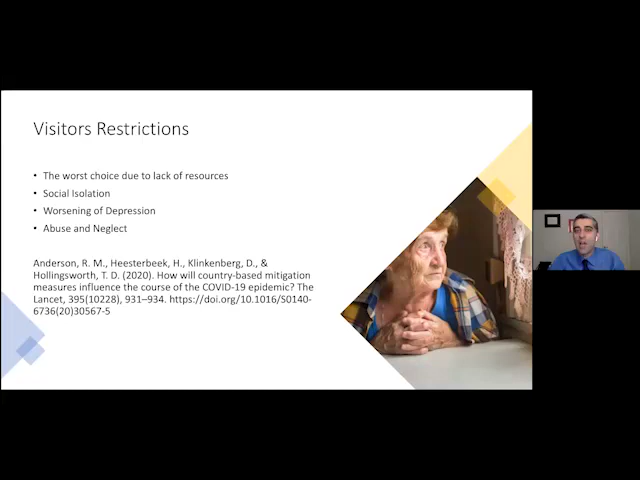 Visitors Restrictions
• The worst choice due to lack of resources
• Social Isolation
• Worsening of Depression
• Abuse and Neglect
Anderson, R. M., Heesterbeek, H., Klinkenberg, D., &
Hollingsworth, T. D. (2020). How will country-based mitigation
measures influence the course of the COVID-19 epidemic? The
Lancet, 395(10228), 931–934. https://doi.org/10.1016/S0140-
6736(20)30567-5